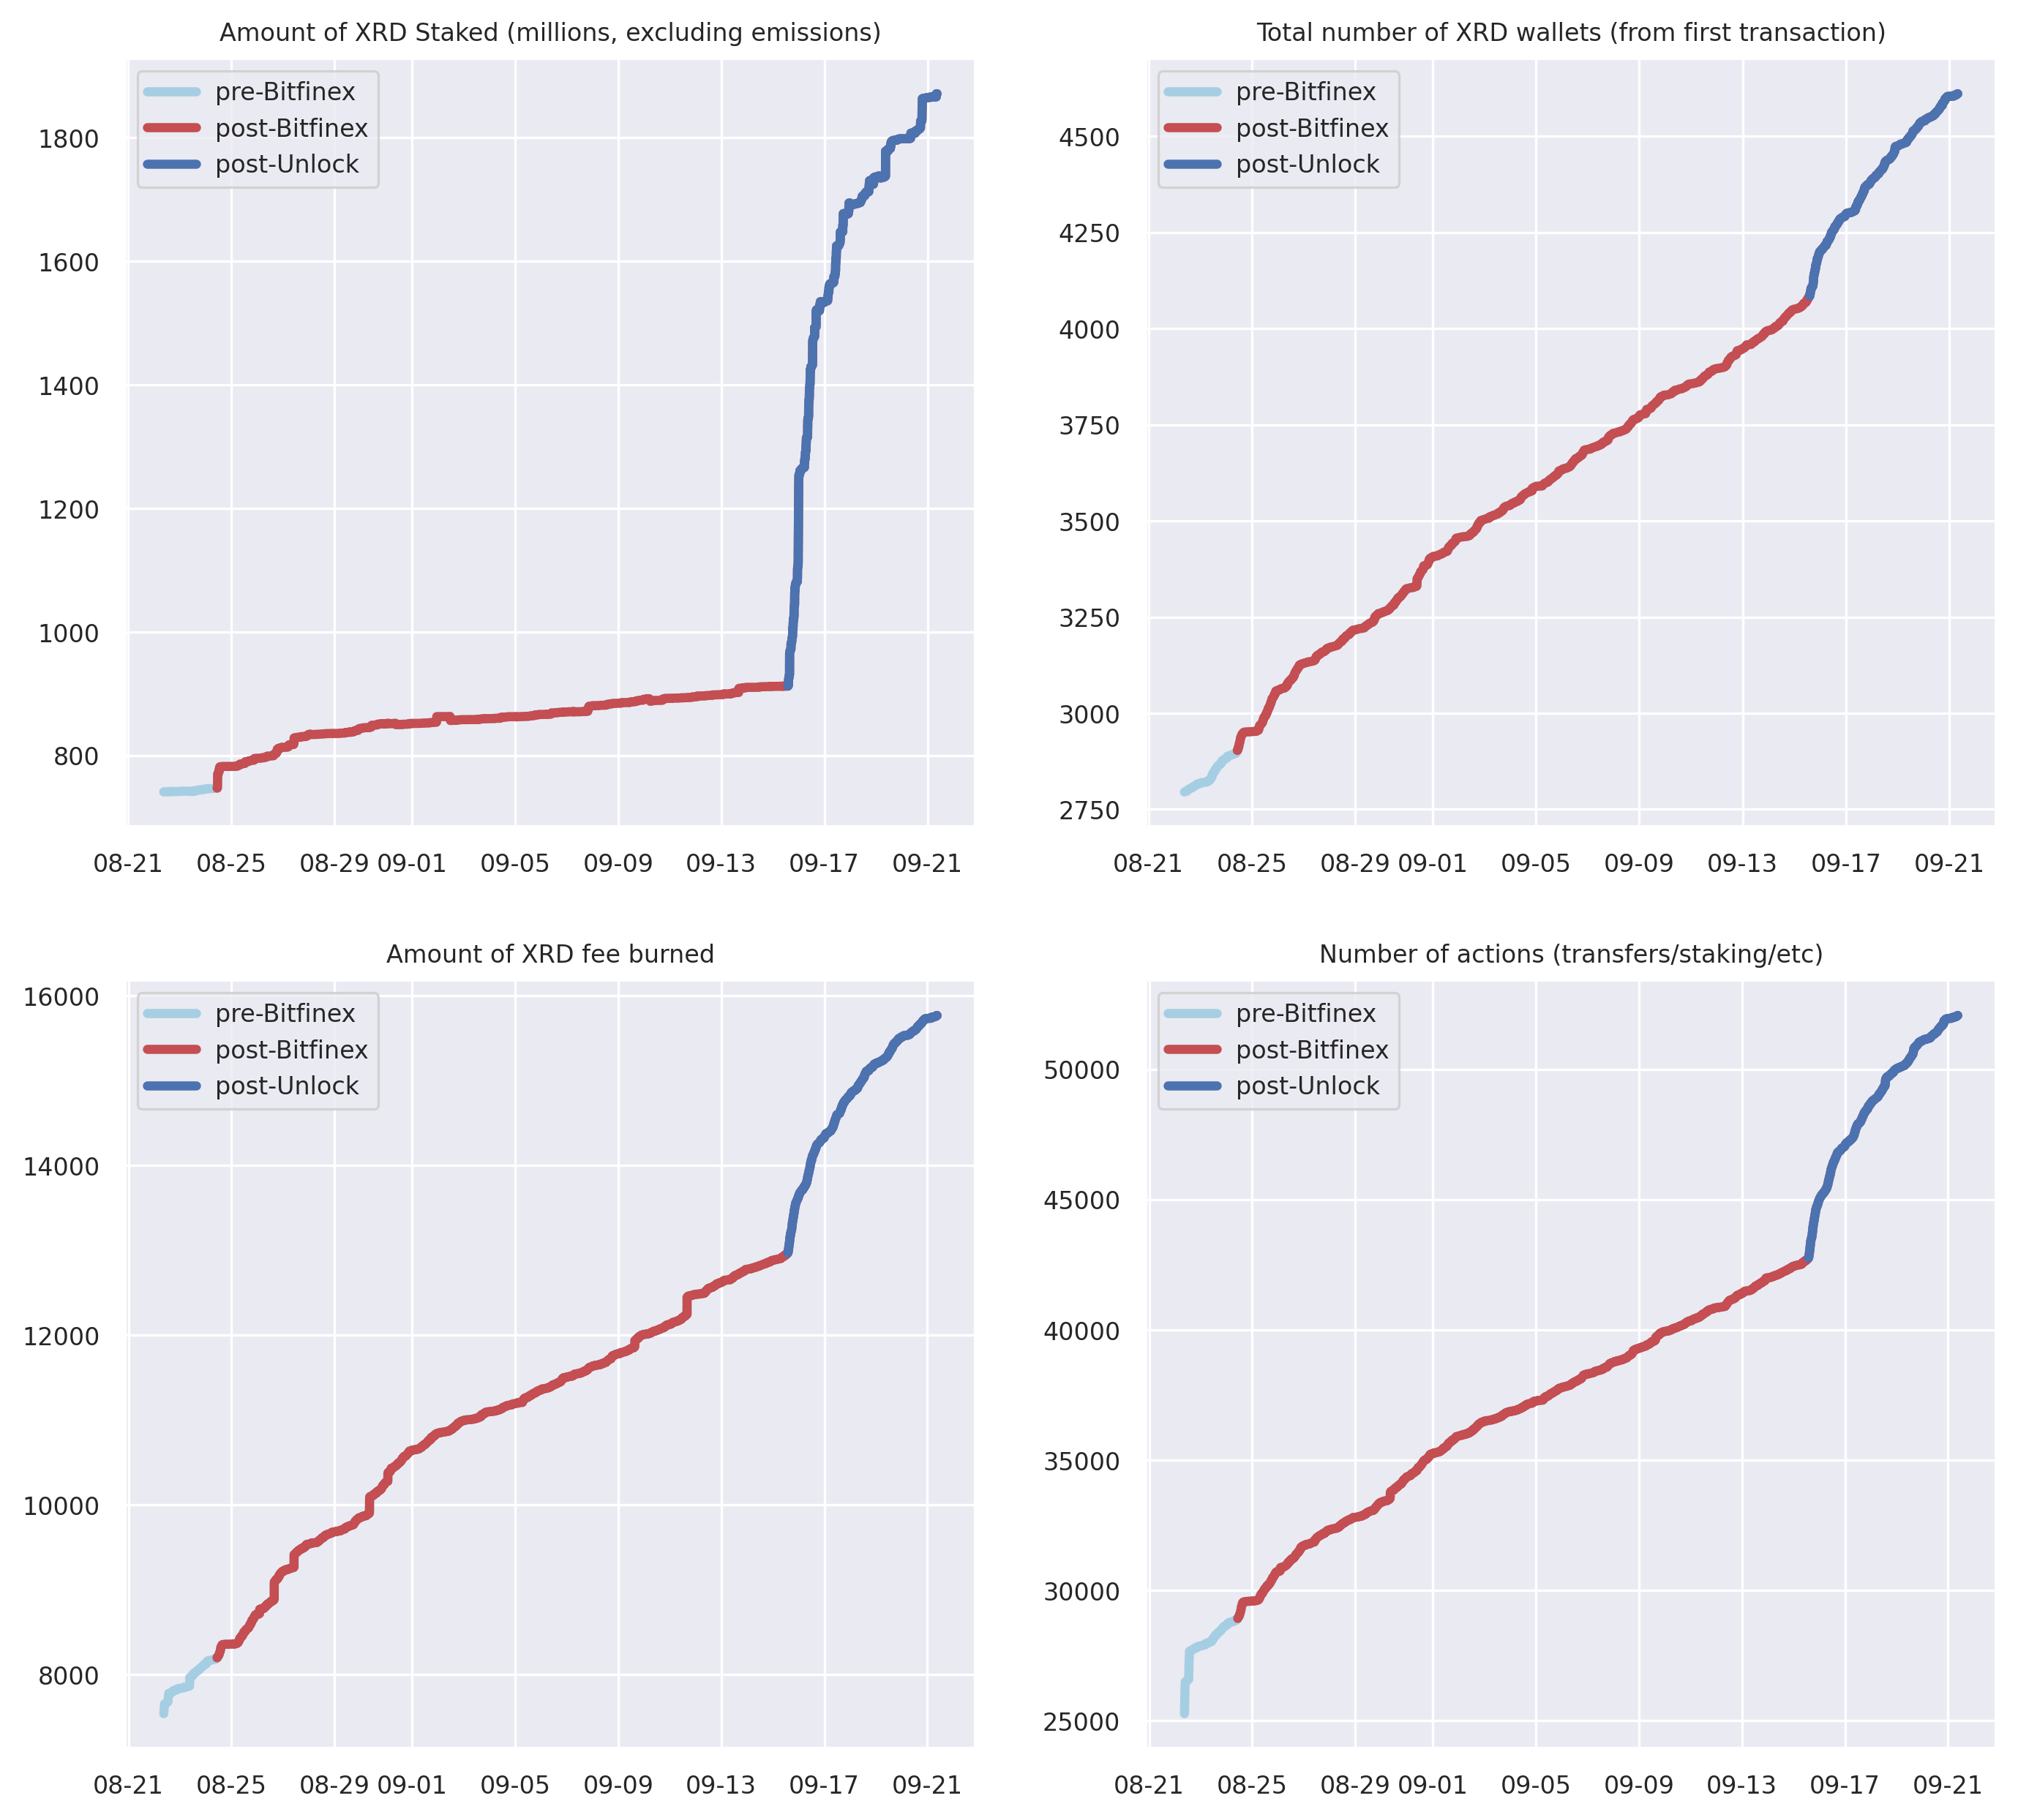 Amount of XRD Staked (millions, excluding emissions)
pre-Bitfinex
post-Bitfinex
post-Unlock
1800
1600
1400
1200
1000
800
08-21 08-25 08-29 09-01 09-05 09-09 09-13 09-17 09-21
Total number of XRD wallets (from first transaction)
pre-Bitfinex
post-Bitfinex
post-Unlock
4500
4250
4000
3750
3500
3250
3000
2750
08-21 08-25 08-29 09-01 09-05 09-09 09-13 09-17 09-21
Amount of XRD fee burned
pre-Bitfinex
post-Bitfinex
post-Unlock
16000
14000
12000
10000
8000
08-21 08-25 08-29 09-01 09-05 09-09 09-13 09-17 09-21
Number of actions (transfers/staking/etc)
pre-Bitfinex
post-Bitfinex
post-Unlock
50000
45000
40000
35000
30000
25000
08-21 08-25 08-29 09-01 09-05 09-09 09-13 09-17 09-21